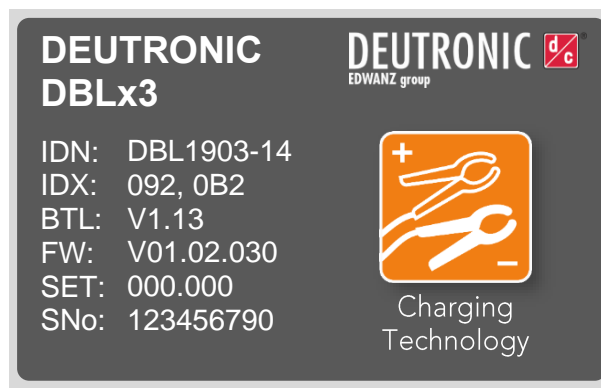 DEUTRONIC
DBLx3
DEUTRONIC d/c®
EDWANZ group
IDN: DBL1903-14
IDX: 092, 0B2
BTL: V1.13
FW: V01.02.030
SET: 000.000
SNo: 123456790
+
−
Charging
Technology